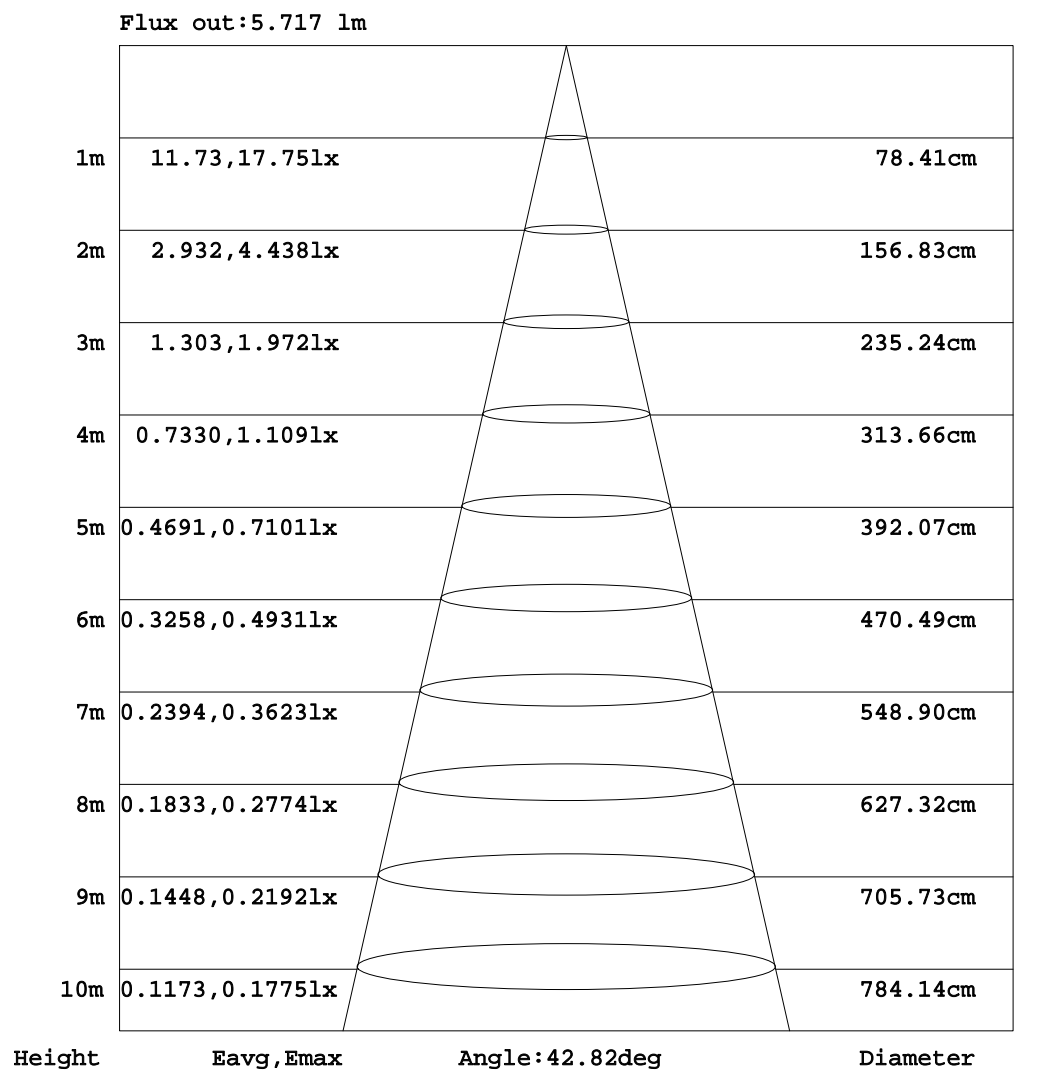 Flux out:5.717 lm
1m 11.73,17.75lx 78.41cm
2m 2.932,4.438lx 156.83cm
3m 1.303,1.972lx 235.24cm
4m 0.7330,1.109lx 313.66cm
5m 0.4691,0.7101lx 392.07cm
6m 0.3258,0.4931lx 470.49cm
7m 0.2394,0.3623lx 548.90cm
8m 0.1833,0.2774lx 627.32cm
9m 0.1448,0.2192lx 705.73cm
10m 0.1173,0.1775lx 784.14cm
Height Eavg,Emax Angle:42.82deg Diameter